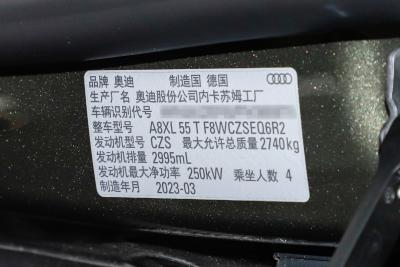 品牌 奥迪 制造国 德国
生产厂名 奥迪股份公司内卡苏姆工厂
车辆识别代号
整车型号 A8XL 55 T F8WCZSEQ6R2
发动机型号 CZS 最大允许总质量 2740kg
发动机排量 2995mL
发动机最大净功率 250kW 乘坐人数 4
制造年月 2023-03